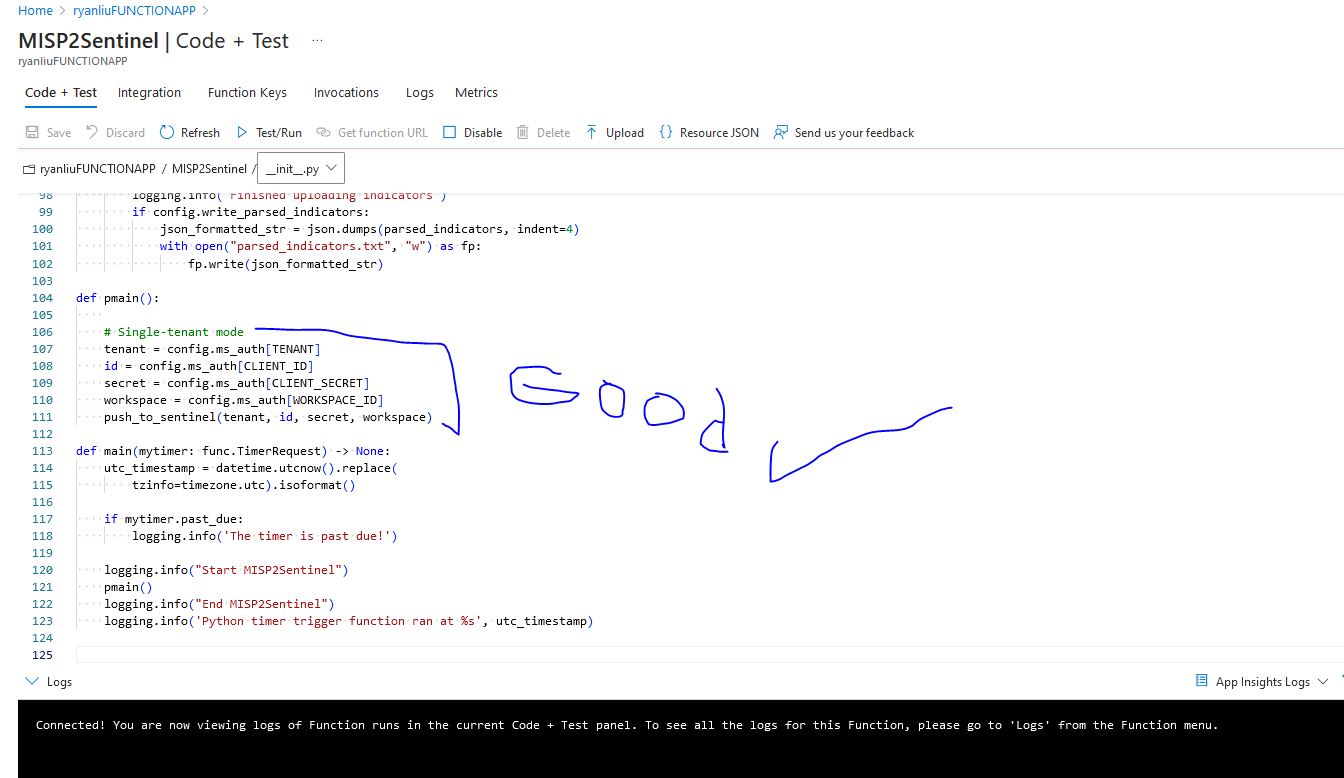 Home > ryanliuFUNCTIONAPP >
MISP2Sentinel | Code + Test ...
ryanliuFUNCTIONAPP
Code + Test Integration Function Keys Invocations Logs Metrics
Save Discard Refresh Test/Run Get function URL Disable Delete Upload {} Resource JSON Send us your feedback
ryanliuFUNCTIONAPP / MISP2Sentinel / __init__.py
98 logging.info("Finished uploading indicators")
99 if config.write_parsed_indicators:
100 json_formatted_str = json.dumps(parsed_indicators, indent=4)
101 with open("parsed_indicators.txt", "w") as fp:
102 fp.write(json_formatted_str)
103
104 def pmain():
105
106 # Single-tenant mode
107 tenant = config.ms_auth[TENANT]
108 id = config.ms_auth[CLIENT_ID]
109 secret = config.ms_auth[CLIENT_SECRET]
110 workspace = config.ms_auth[WORKSPACE_ID]
111 push_to_sentinel(tenant, id, secret, workspace)
Good
112
113 def main(mytimer: func.TimerRequest) -> None:
114 utc_timestamp = datetime.utcnow().replace(
115 tzinfo=timezone.utc).isoformat()
116
117 if mytimer.past_due:
118 logging.info('The timer is past due!')
119
120 logging.info("Start MISP2Sentinel")
121 pmain()
122 logging.info("End MISP2Sentinel")
123 logging.info('Python timer trigger function ran at %s', utc_timestamp)
124
125
Logs App Insights Logs
Connected! You are now viewing logs of Function runs in the current Code + Test panel. To see all the logs for this Function, please go to 'Logs' from the Function menu.